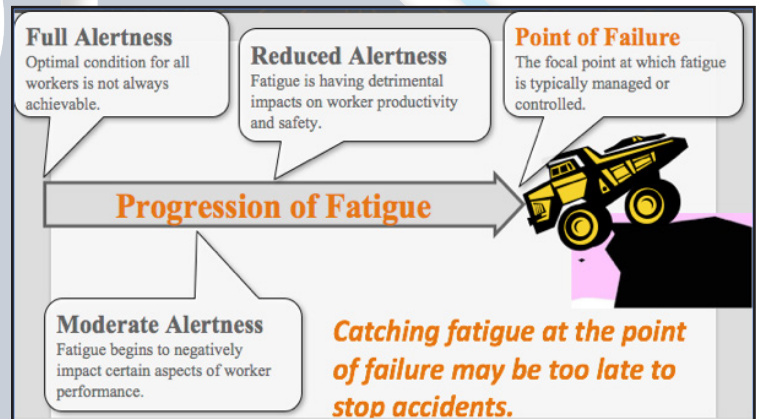 Full Alertness
Optimal condition for all
workers is not always
achievable.
Reduced Alertness
Fatigue is having detrimental
impacts on worker productivity
and safety.
Point of Failure
The focal point at which fatigue
is typically managed or
controlled.
Progression of Fatigue
Moderate Alertness
Fatigue begins to negatively
impact certain aspects of worker
performance.
Catching fatigue at the point
of failure may be too late to
stop accidents.